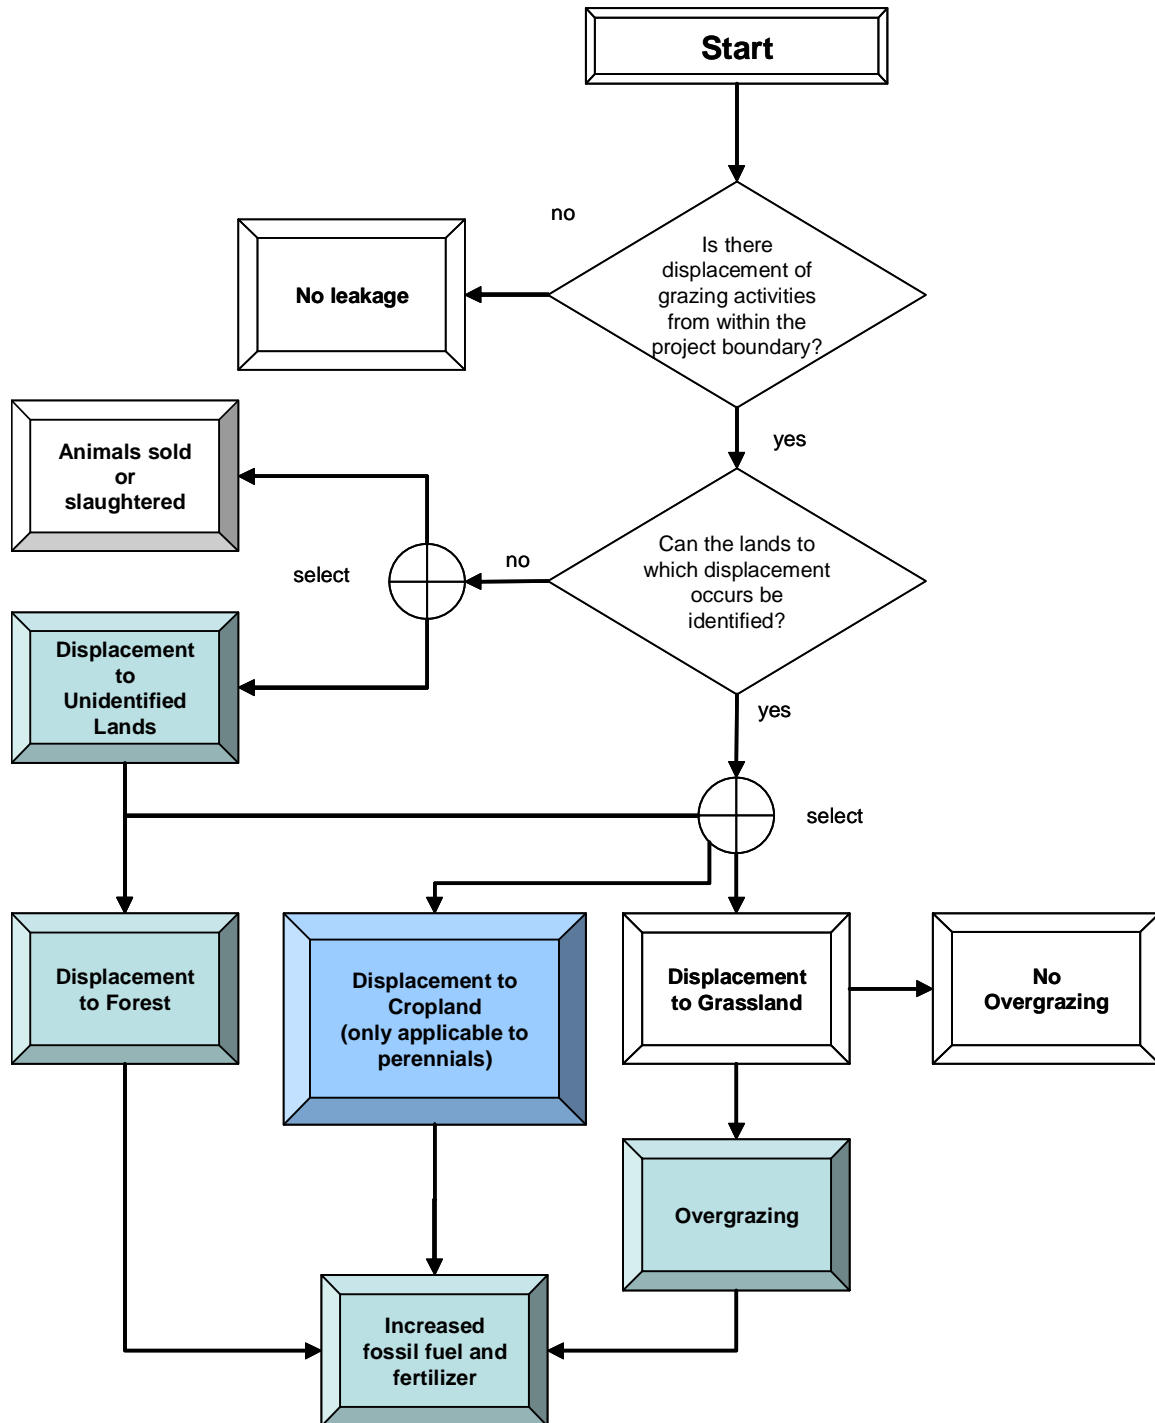 Start
no
Is there
displacement of
grazing activities
from within the
project boundary?
No leakage
yes
Animals sold
or
slaughtered
Can the lands to
which displacement
occurs be
identified?
no
select
Displacement
to
Unidentified
Lands
yes
select
Displacement
to Forest
Displacement to
Cropland
(only applicable to
perennials)
Displacement
to Grassland
No
Overgrazing
Overgrazing
Increased
fossil fuel and
fertilizer